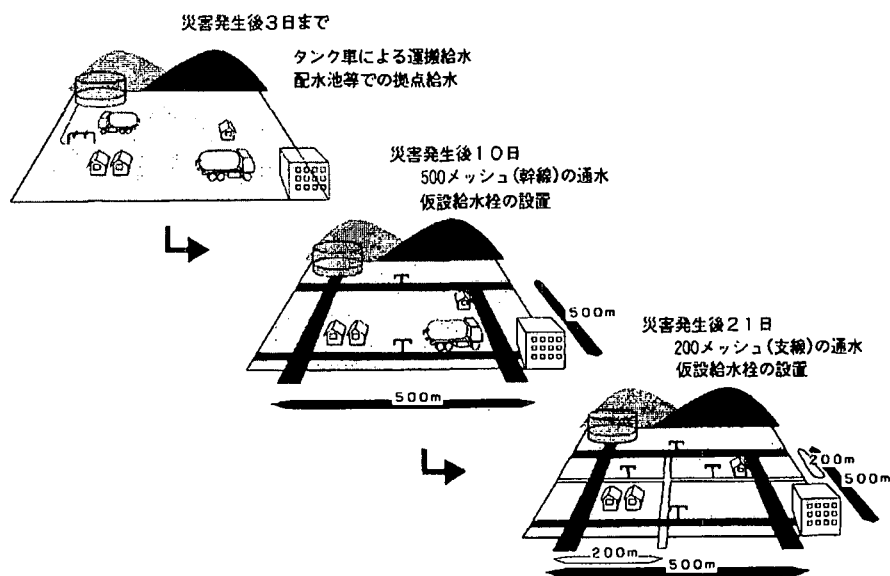 災害発生後3日まで
タンク車による運搬給水
配水池等での拠点給水
災害発生後10日
500メッシュ(幹線)の通水
仮設給水栓の設置
500m
500m
災害発生後21日
200メッシュ(支線)の通水
仮設給水栓の設置
200m
500m
200m
500m